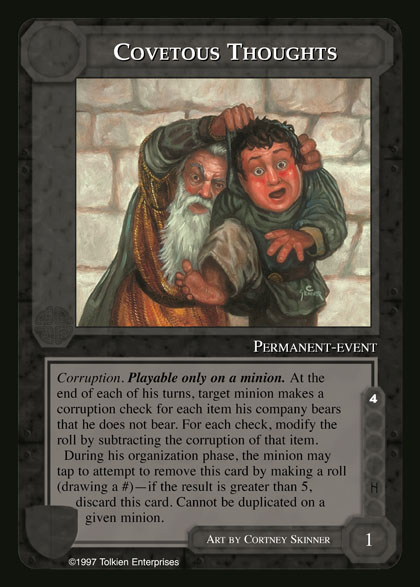 Covetous Thoughts
C
Skinner
Permanent-event
Corruption. Playable only on a minion. At the
end of each of his turns, target minion makes a
corruption check for each item his company bears
that he does not bear. For each check, modify the
roll by subtracting the corruption of that item.
During his organization phase, the minion may
tap to attempt to remove this card by making a roll
(drawing a #)—if the result is greater than 5,
discard this card. Cannot be duplicated on a
given minion.
4
H
Art by Cortney Skinner
1
©1997 Tolkien Enterprises